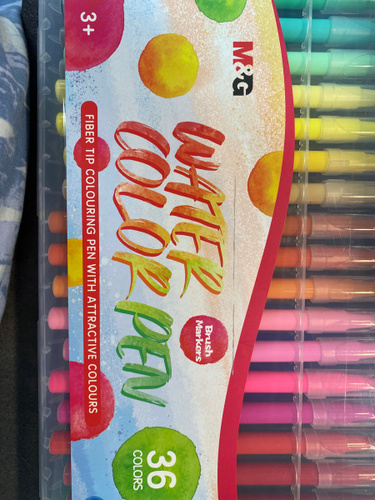 3+
M&G
WATER
COLOR PEN
Brush
Markers
FIBER TIP COLOURING PEN WITH ATTRACTIVE COLOURS
36
COLORS